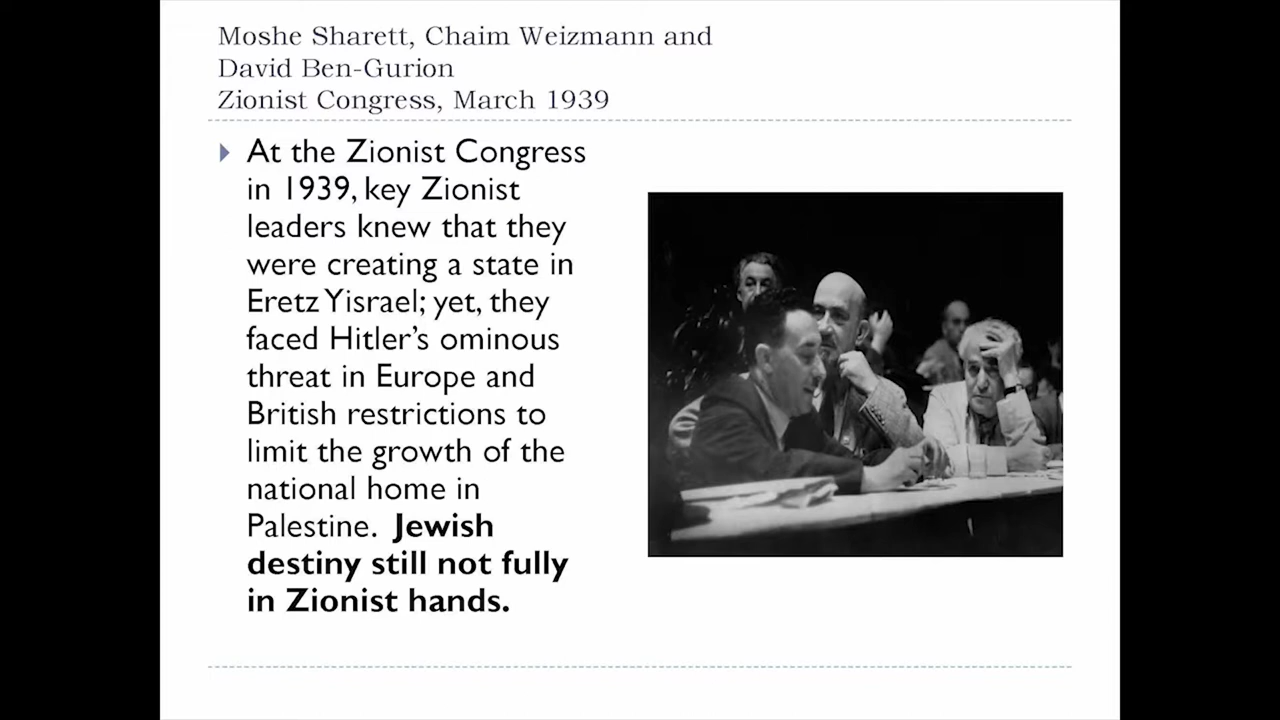 Moshe Sharett, Chaim Weizmann and
David Ben-Gurion
Zionist Congress, March 1939
At the Zionist Congress
in 1939, key Zionist
leaders knew that they
were creating a state in
Eretz Yisrael; yet, they
faced Hitler's ominous
threat in Europe and
British restrictions to
limit the growth of the
national home in
Palestine. Jewish
destiny still not fully
in Zionist hands.